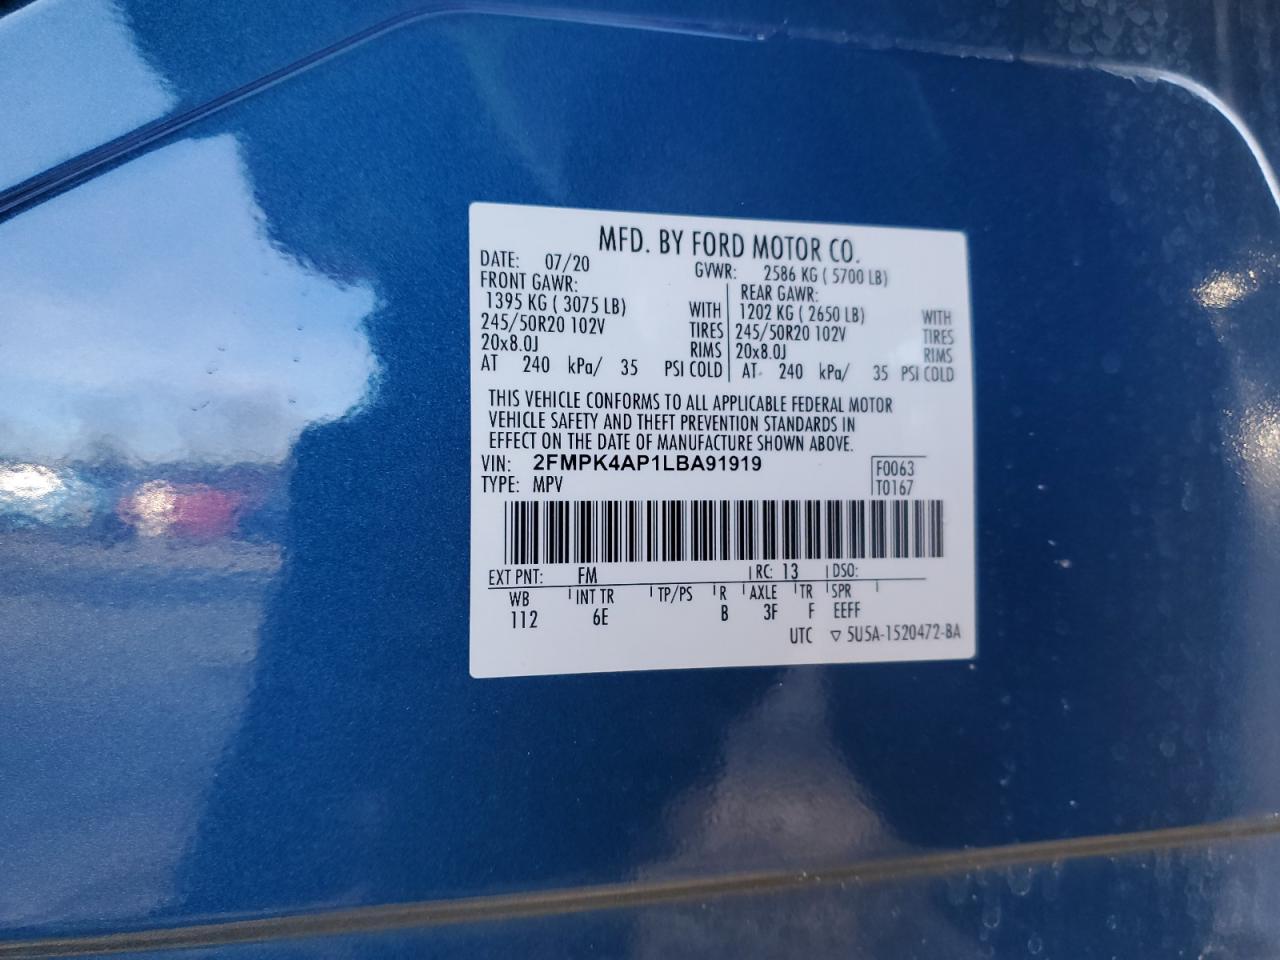 MFD. BY FORD MOTOR CO.
DATE: 07/20 GVWR: 2586 KG ( 5700 LB)
FRONT GAWR: REAR GAWR:
1395 KG ( 3075 LB) WITH 1202 KG ( 2650 LB) WITH
245/50R20 102V TIRES 245/50R20 102V TIRES
20x8.0J RIMS 20x8.0J RIMS
AT 240 kPa/ 35 PSI COLD AT 240 kPa/ 35 PSI COLD
THIS VEHICLE CONFORMS TO ALL APPLICABLE FEDERAL MOTOR
VEHICLE SAFETY AND THEFT PREVENTION STANDARDS IN
EFFECT ON THE DATE OF MANUFACTURE SHOWN ABOVE.
VIN: 2FMPK4AP1LBA91919 F0063
TYPE: MPV T0167
EXT PNT: FM RC: 13 DSO:
WB INT TR TP/PS R AXLE TR SPR
112 6E B 3F F EEFF
UTC ▽ 5U5A-1520472-BA